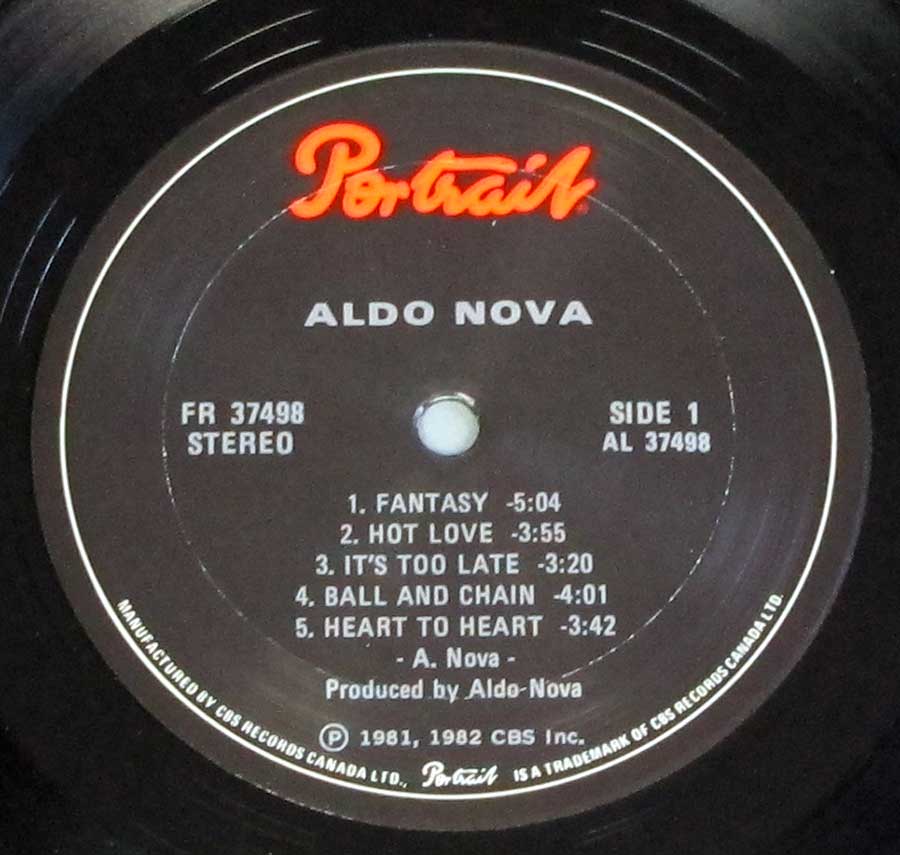 Portrait
ALDO NOVA
FR 37498
STEREO
SIDE 1
AL 37498
1. FANTASY -5:04
2. HOT LOVE -3:55
3. IT'S TOO LATE -3:20
4. BALL AND CHAIN -4:01
5. HEART TO HEART -3:42
- A. Nova -
Produced by Aldo Nova
Ⓟ 1981, 1982 CBS Inc.
MANUFACTURED BY CBS RECORDS CANADA LTD., Portrait IS A TRADEMARK OF CBS RECORDS CANADA LTD.